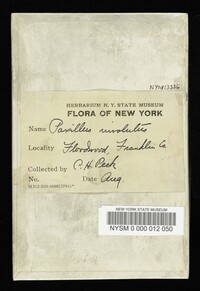 HERBARIUM N. Y. STATE MUSEUM
FLORA OF NEW YORK
Name Paxillus involutus
Locality Floodwood, Franklin Co
Collected by C. H. Peck
No. Date Aug
NEW YORK STATE MUSEUM
NYSM 0 000 012 050